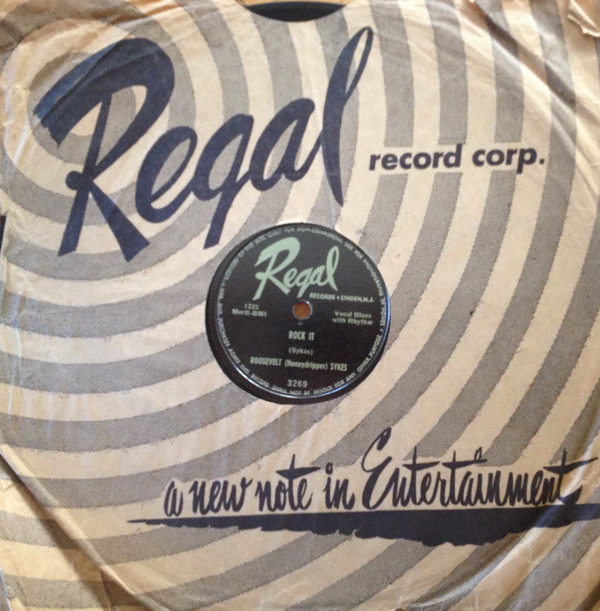 Regal
record corp.
Regal
RECORDS • LINDEN, N.J.
1225
Merit-BMI
Vocal Blues
with Rhythm
ROCK IT
(Sykes)
ROOSEVELT (Honeydripper) SYKES
3269
a new note in Entertainment